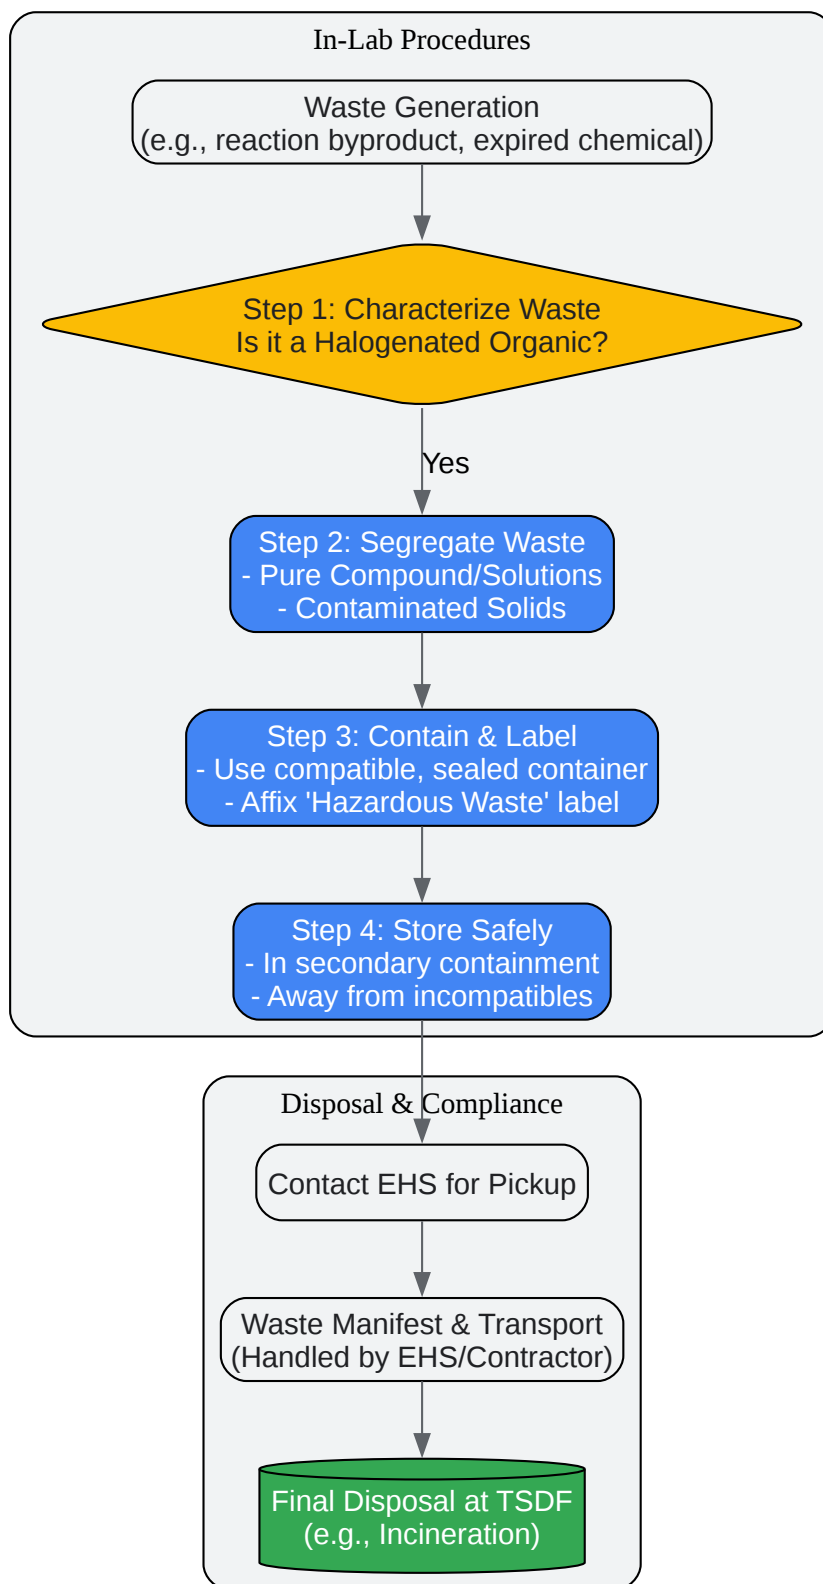 In-Lab Procedures
Waste Generation
(e.g., reaction byproduct, expired chemical)
Step 1: Characterize Waste
Is it a Halogenated Organic?
Yes
Step 2: Segregate Waste
- Pure Compound/Solutions
- Contaminated Solids
Step 3: Contain & Label
- Use compatible, sealed container
- Affix 'Hazardous Waste' label
Step 4: Store Safely
- In secondary containment
- Away from incompatibles
Disposal & Compliance
Contact EHS for Pickup
Waste Manifest & Transport
(Handled by EHS/Contractor)
Final Disposal at TSDF
(e.g., Incineration)